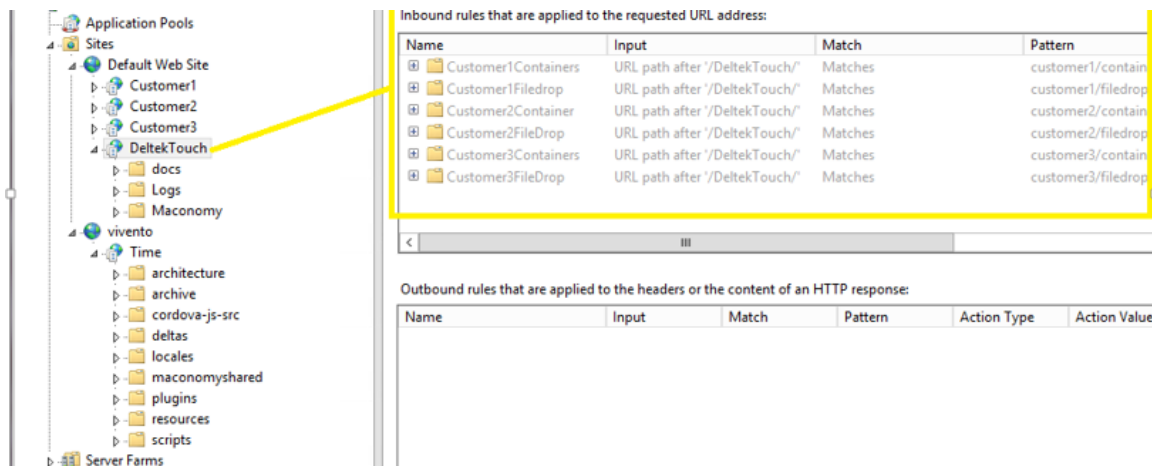 Application Pools
Sites
Default Web Site
Customer1
Customer2
Customer3
DeltekTouch
docs
Logs
Maconomy
vivento
Time
architecture
archive
cordova-js-src
deltas
locales
maconomyshared
plugins
resources
scripts
Server Farms
Inbound rules that are applied to the requested URL address:
Name Input Match Pattern
Customer1Containers URL path after '/DeltekTouch/' Matches customer1/contain
Customer1Filedrop URL path after '/DeltekTouch/' Matches customer1/filedrop
Customer2Container URL path after '/DeltekTouch/' Matches customer2/contain
Customer2FileDrop URL path after '/DeltekTouch/' Matches customer2/filedrop
Customer3Containers URL path after '/DeltekTouch/' Matches customer3/contain
Customer3FileDrop URL path after '/DeltekTouch/' Matches customer3/filedrop
Outbound rules that are applied to the headers or the content of an HTTP response:
Name Input Match Pattern Action Type Action Value